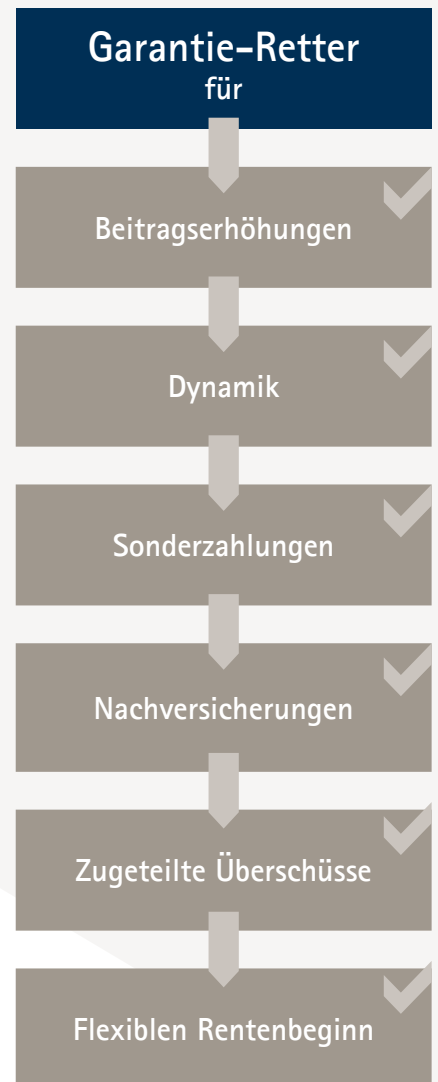 Garantie-Retter
für
Beitragserhöhungen
Dynamik
Sonderzahlungen
Nachversicherungen
Zugeteilte Überschüsse
Flexiblen Rentenbeginn